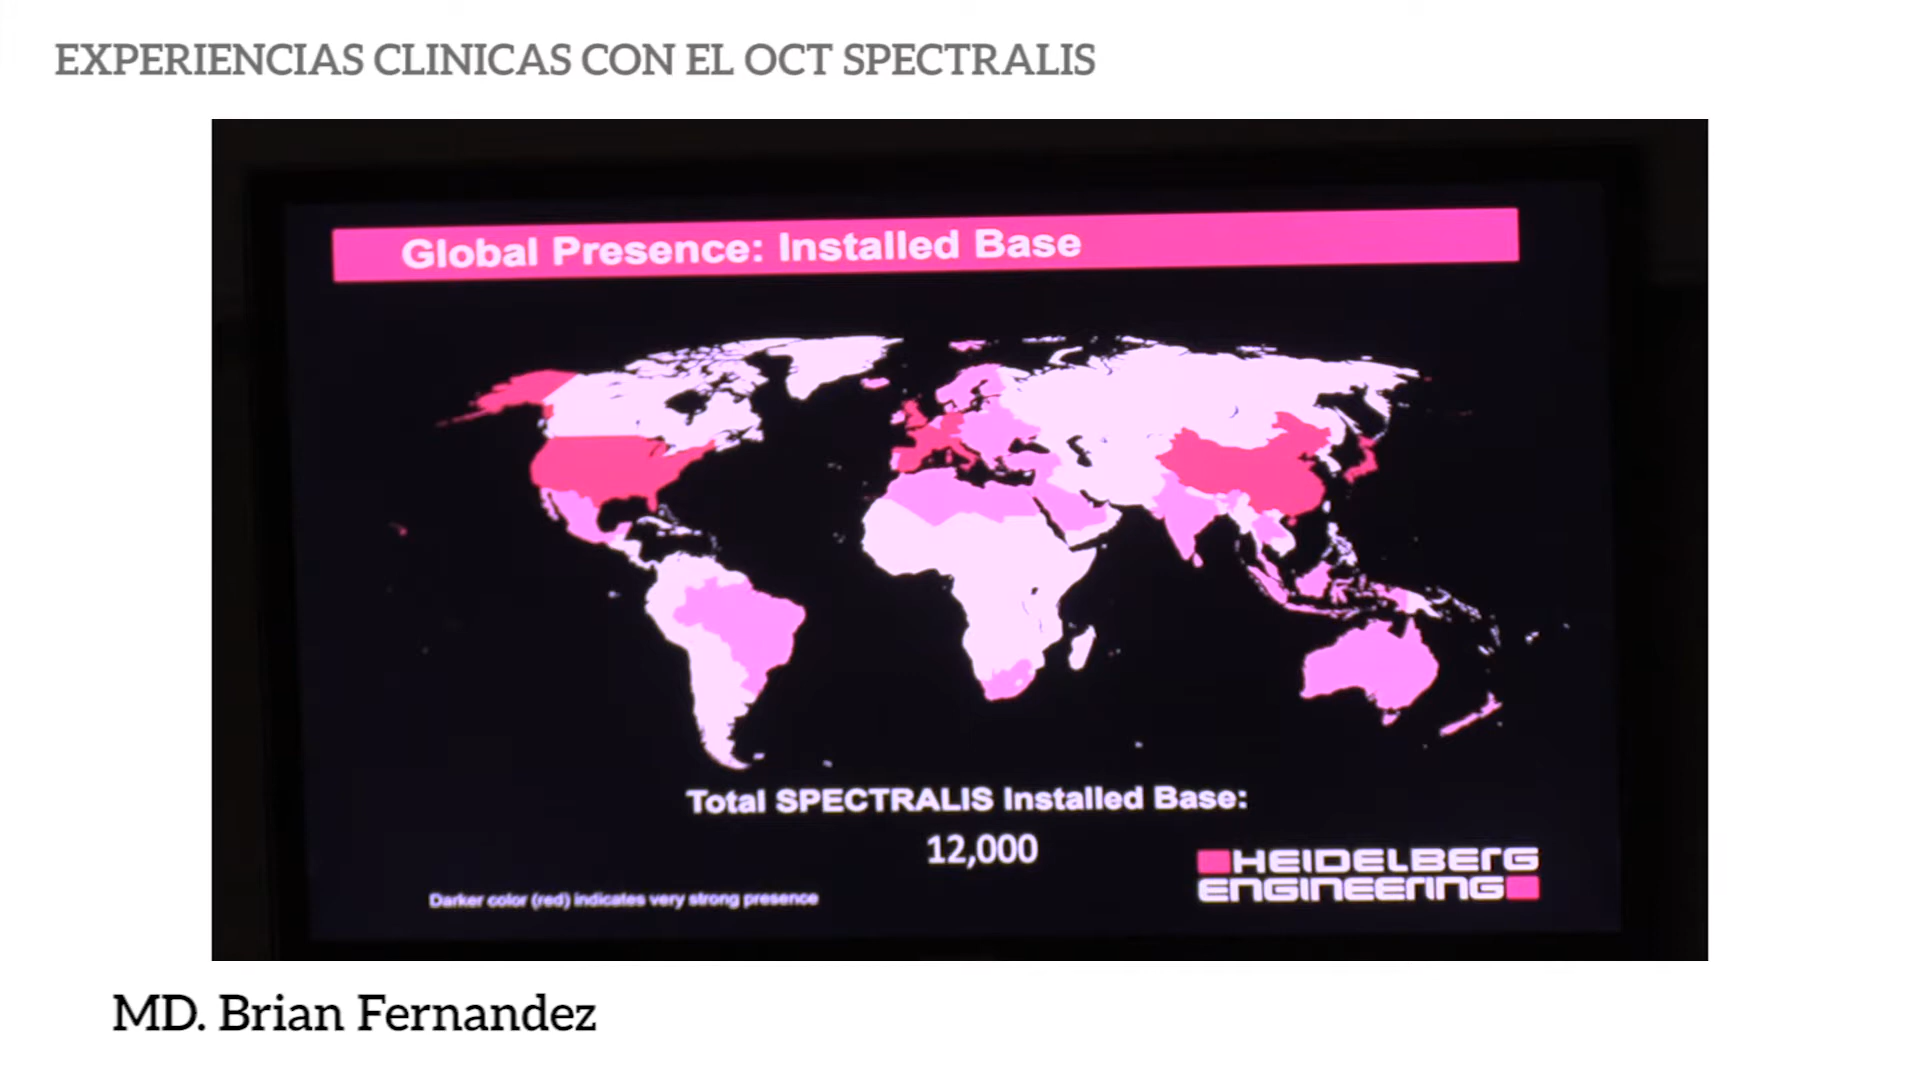 EXPERIENCIAS CLINICAS CON EL OCT SPECTRALIS
Global Presence: Installed Base
Total SPECTRALIS Installed Base:
12,000
Darker color (red) indicates very strong presence
HEIDELBERG
ENGINEERING
MD. Brian Fernandez